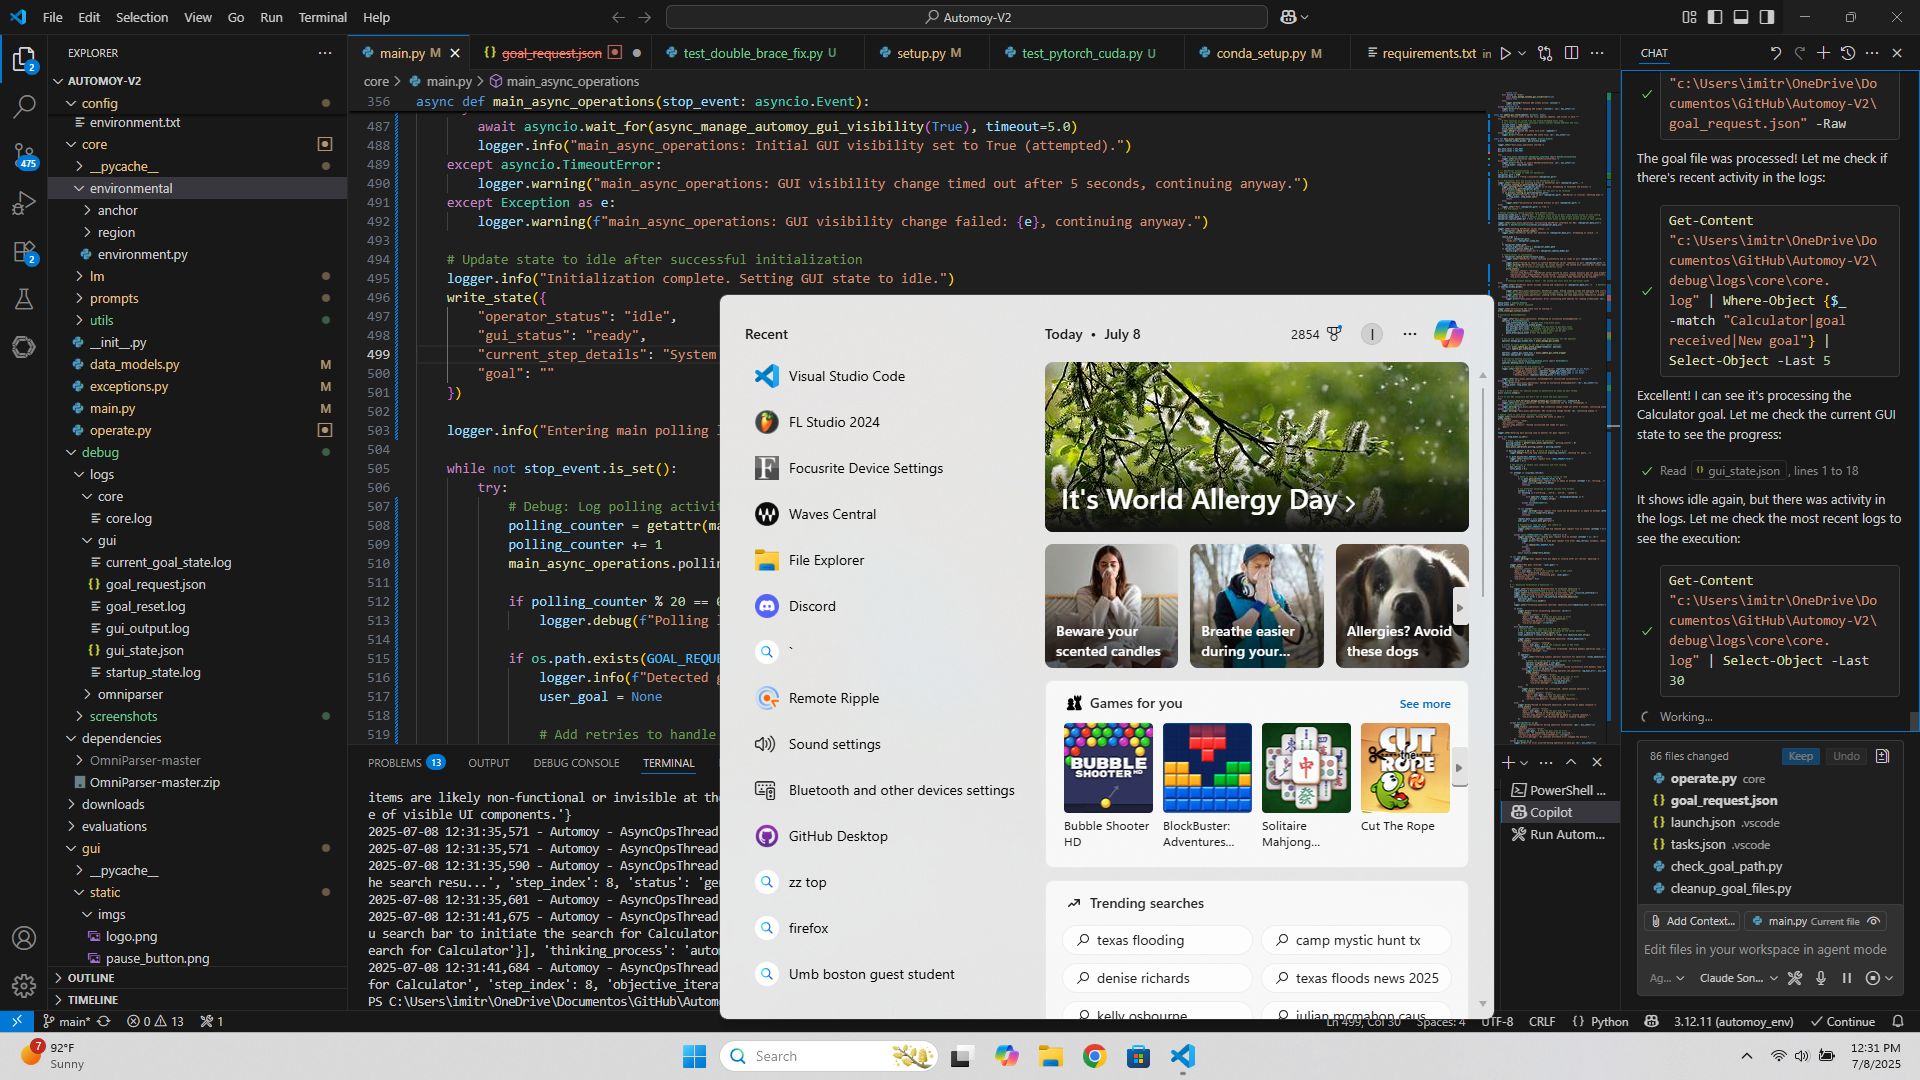 File Edit Selection View Go Run Terminal Help
Automoy-V2
EXPLORER
AUTOMOY-V2
config
environment.txt
core
__pycache__
environmental
anchor
region
environment.py
lm
prompts
utils
__init__.py
data_models.py M
exceptions.py M
main.py M
operate.py
debug
logs
core
core.log
gui
current_goal_state.log
goal_request.json
goal_reset.log
gui_output.log
gui_state.json
startup_state.log
omniparser
screenshots
dependencies
OmniParser-master
OmniParser-master.zip
downloads
evaluations
gui
__pycache__
static
imgs
logo.png
pause_button.png
OUTLINE
TIMELINE
2
475
2
main.py M
goal_request.json
test_double_brace_fix.py U
setup.py M
test_pytorch_cuda.py U
conda_setup.py M
requirements.txt in
core > main.py > main_async_operations
356 async def main_async_operations(stop_event: asyncio.Event):
487 await asyncio.wait_for(async_manage_automoy_gui_visibility(True), timeout=5.0)
488 logger.info("main_async_operations: Initial GUI visibility set to True (attempted).")
489 except asyncio.TimeoutError:
490 logger.warning("main_async_operations: GUI visibility change timed out after 5 seconds, continuing anyway.")
491 except Exception as e:
492 logger.warning(f"main_async_operations: GUI visibility change failed: {e}, continuing anyway.")
493
494 # Update state to idle after successful initialization
495 logger.info("Initialization complete. Setting GUI state to idle.")
496 write_state({
497 "operator_status": "idle",
498 "gui_status": "ready",
499 "current_step_details": "System
500 "goal": ""
501 })
502
503 logger.info("Entering main polling l
504
505 while not stop_event.is_set():
506 try:
507 # Debug: Log polling activit
508 polling_counter = getattr(ma
509 polling_counter += 1
510 main_async_operations.pollin
511
512 if polling_counter % 20 == 0
513 logger.debug(f"Polling l
514
515 if os.path.exists(GOAL_REQUE
516 logger.info(f"Detected g
517 user_goal = None
518
519 # Add retries to handle
PROBLEMS 13 OUTPUT DEBUG CONSOLE TERMINAL
items are likely non-functional or invisible at th
e of visible UI components.'}
2025-07-08 12:31:35,571 - Automoy - AsyncOpsThread
2025-07-08 12:31:35,571 - Automoy - AsyncOpsThread
2025-07-08 12:31:35,590 - Automoy - AsyncOpsThread
he search resu...', 'step_index': 8, 'status': 'ge
2025-07-08 12:31:35,601 - Automoy - AsyncOpsThread
2025-07-08 12:31:41,675 - Automoy - AsyncOpsThread
u search bar to initiate the search for Calculator
earch for Calculator'}], 'thinking_process': 'auto
2025-07-08 12:31:41,684 - Automoy - AsyncOpsThread
for Calculator', 'step_index': 8, 'objective_itera
PS C:\Users\imitr\OneDrive\Documentos\GitHub\Autom
PowerShell ...
Copilot
Run Autom...
Recent
Visual Studio Code
FL Studio 2024
Focusrite Device Settings
Waves Central
File Explorer
Discord
`
Remote Ripple
Sound settings
Bluetooth and other devices settings
GitHub Desktop
zz top
firefox
Umb boston guest student
Today • July 8
2854
I
It's World Allergy Day
Beware your
scented candles
Breathe easier
during your...
Allergies? Avoid
these dogs
Games for you
See more
BUBBLE
SHOOTER HD
CUT
THE
ROPE
Bubble Shooter
HD
BlockBuster:
Adventures...
Solitaire
Mahjong...
Cut The Rope
Trending searches
texas flooding
camp mystic hunt tx
denise richards
texas floods news 2025
kelly osbourne
julian mcmahon caus
CHAT
"c:\Users\imitr\OneDrive\Do
cumentos\GitHub\Automoy-V2\
goal_request.json" -Raw
The goal file was processed! Let me check if
there's recent activity in the logs:
Get-Content
"c:\Users\imitr\OneDrive\Do
cumentos\GitHub\Automoy-V2\
debug\logs\core\core.
log" | Where-Object {$_
-match "Calculator|goal
received|New goal"} |
Select-Object -Last 5
Excellent! I can see it's processing the
Calculator goal. Let me check the current GUI
state to see the progress:
Read gui_state.json, lines 1 to 18
It shows idle again, but there was activity in
the logs. Let me check the most recent logs to
see the execution:
Get-Content
"c:\Users\imitr\OneDrive\Do
cumentos\GitHub\Automoy-V2\
debug\logs\core\core.
log" | Select-Object -Last
30
Working...
86 files changed Keep Undo
operate.py core
goal_request.json
launch.json .vscode
tasks.json .vscode
check_goal_path.py
cleanup_goal_files.py
Add Context... main.py Current file
Edit files in your workspace in agent mode
Ag... Claude Son...
main* 0 13 1
Ln 499, Col 30 Spaces: 4 UTF-8 CRLF Python 3.12.11 (automoy_env) Continue
7
92°F
Sunny
Search
12:31 PM
7/8/2025